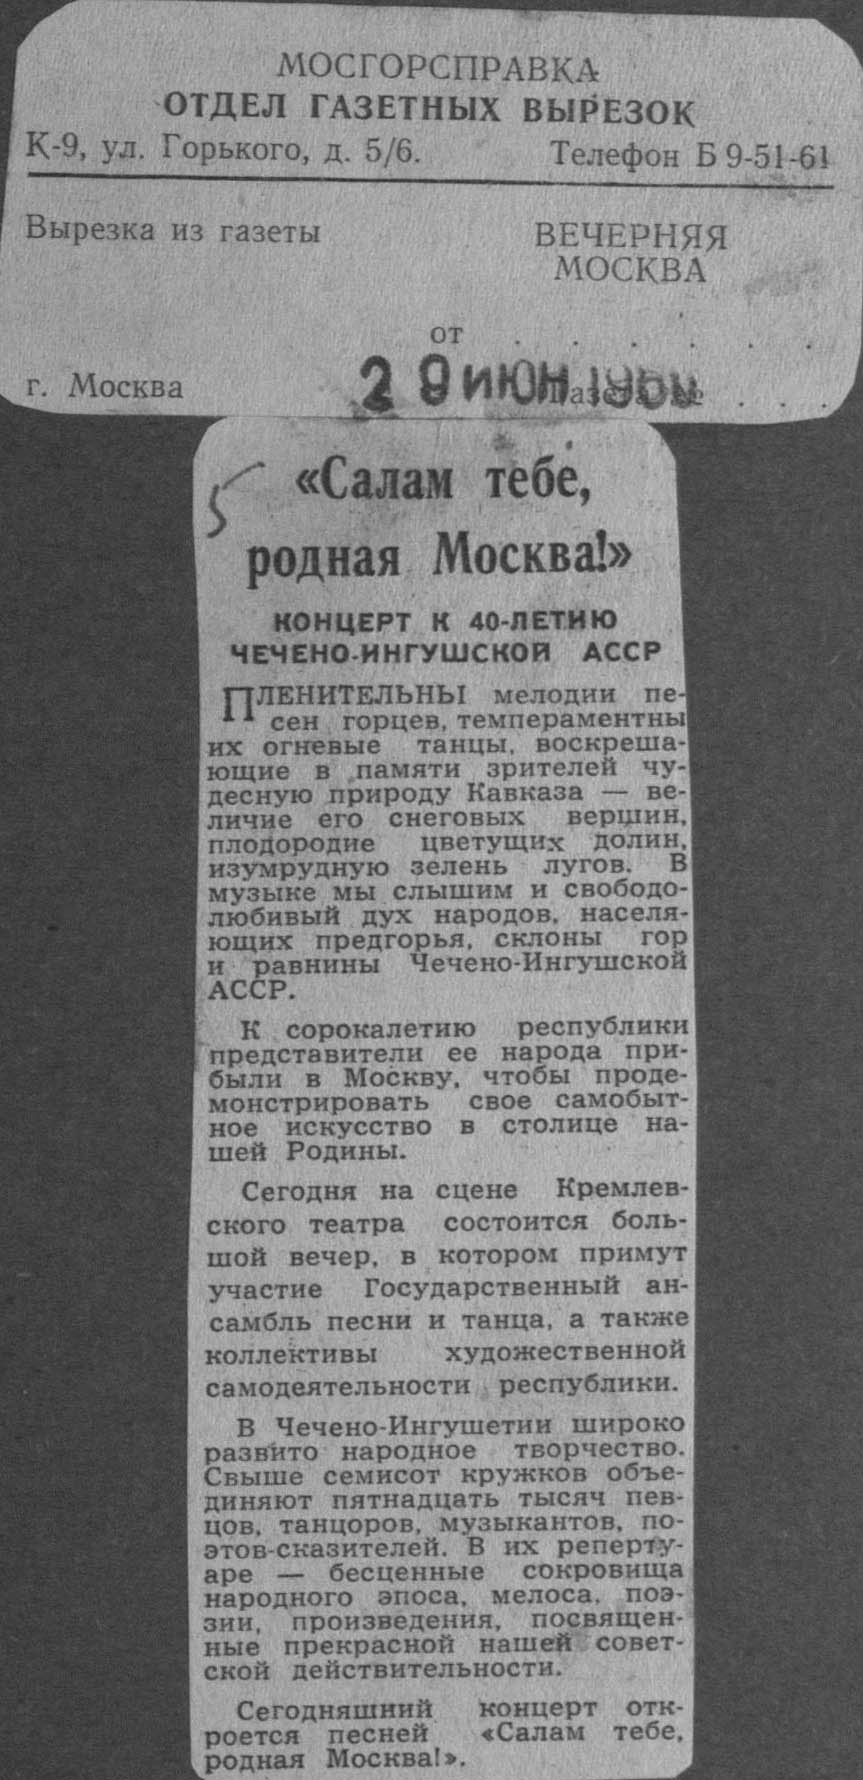 МОСГОРСПРАВКА
ОТДЕЛ ГАЗЕТНЫХ ВЫРЕЗОК
К-9, ул. Горького, д. 5/6. Телефон Б 9-51-61
Вырезка из газеты ВЕЧЕРНЯЯ
МОСКВА
от . . . . . .
г. Москва 29 ИЮН Газета № . . .
5
«Салам тебе,
родная Москва!»
КОНЦЕРТ К 40-ЛЕТИЮ
ЧЕЧЕНО-ИНГУШСКОЙ АССР
ПЛЕНИТЕЛЬНЫ мелодии пе-
сен горцев, темпераментны
их огневые танцы, воскреша-
ющие в памяти зрителей чу-
десную природу Кавказа — ве-
личие его снеговых вершин,
плодородие цветущих долин,
изумрудную зелень лугов. В
музыке мы слышим и свободо-
любивый дух народов, населя-
ющих предгорья, склоны гор
и равнины Чечено-Ингушской
АССР.
К сорокалетию республики
представители ее народа при-
были в Москву, чтобы проде-
монстрировать свое самобыт-
ное искусство в столице на-
шей Родины.
Сегодня на сцене Кремлев-
ского театра состоится боль-
шой вечер, в котором примут
участие Государственный ан-
самбль песни и танца, а также
коллективы художественной
самодеятельности республики.
В Чечено-Ингушетии широко
развито народное творчество.
Свыше семисот кружков объе-
диняют пятнадцать тысяч пев-
цов, танцоров, музыкантов, по-
этов-сказителей. В их реперту-
аре — бесценные сокровища
народного эпоса, мелоса, поэ-
зии, произведения, посвящен-
ные прекрасной нашей совет-
ской действительности.
Сегодняшний концерт отк-
роется песней «Салам тебе,
родная Москва!».